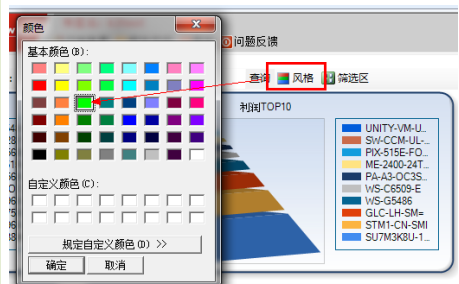 颜色
基本颜色(B):
自定义颜色(C):
规定自定义颜色(D) >>
确定 取消
问题反馈
查询 风格 筛选区
利润TOP10
UNITY-VM-U...
SW-CCM-UL-...
PIX-515E-FO...
ME-2400-24T...
PA-A3-OC3S...
WS-C6509-E
WS-G5486
GLC-LH-SM=
STM1-CN-SMI
SU7M3K8U-1...